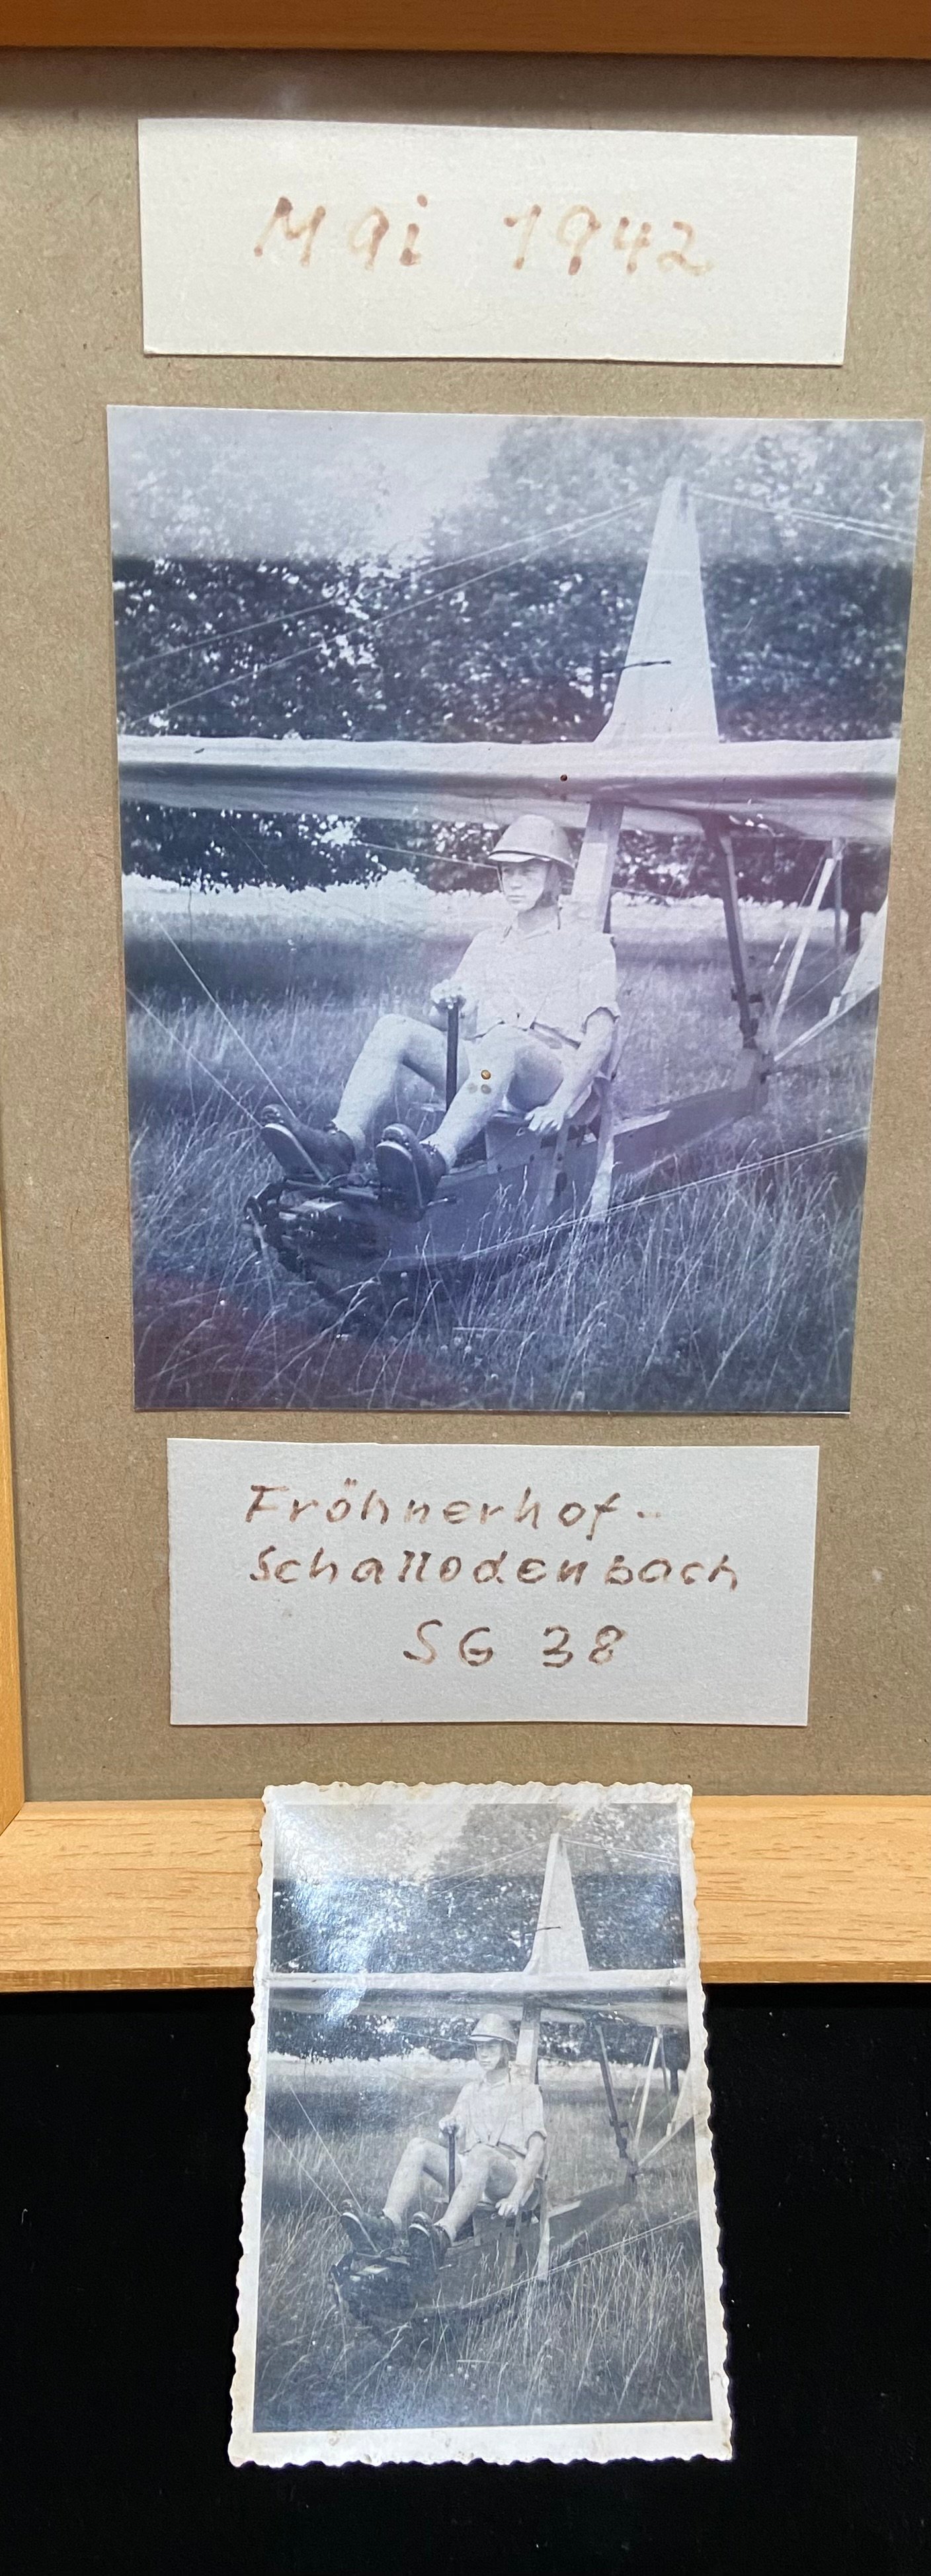 Mai 1942
Fröhnerhof-
Schallodenbach
SG 38